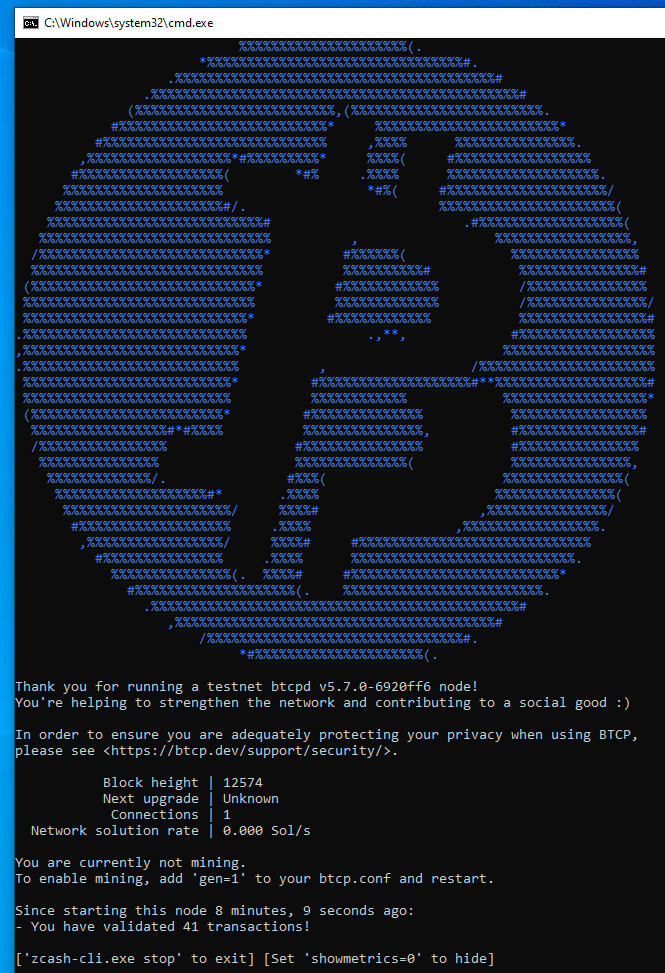 C:\Windows\system32\cmd.exe
Thank you for running a testnet btcpd v5.7.0-6920ff6 node!
You're helping to strengthen the network and contributing to a social good :)
In order to ensure you are adequately protecting your privacy when using BTCP,
please see <https://btcp.dev/support/security/>.
Block height | 12574
Next upgrade | Unknown
Connections | 1
Network solution rate | 0.000 Sol/s
You are currently not mining.
To enable mining, add 'gen=1' to your btcp.conf and restart.
Since starting this node 8 minutes, 9 seconds ago:
- You have validated 41 transactions!
['zcash-cli.exe stop' to exit] [Set 'showmetrics=0' to hide]